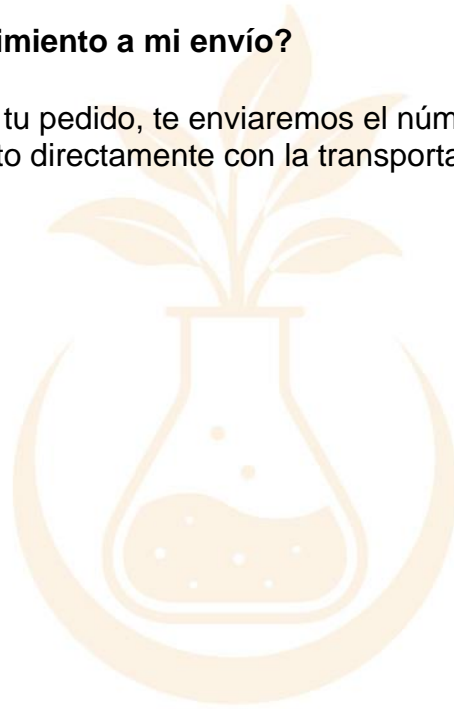 imiento a mi envío?
tu pedido, te enviaremos el núm
to directamente con la transporta